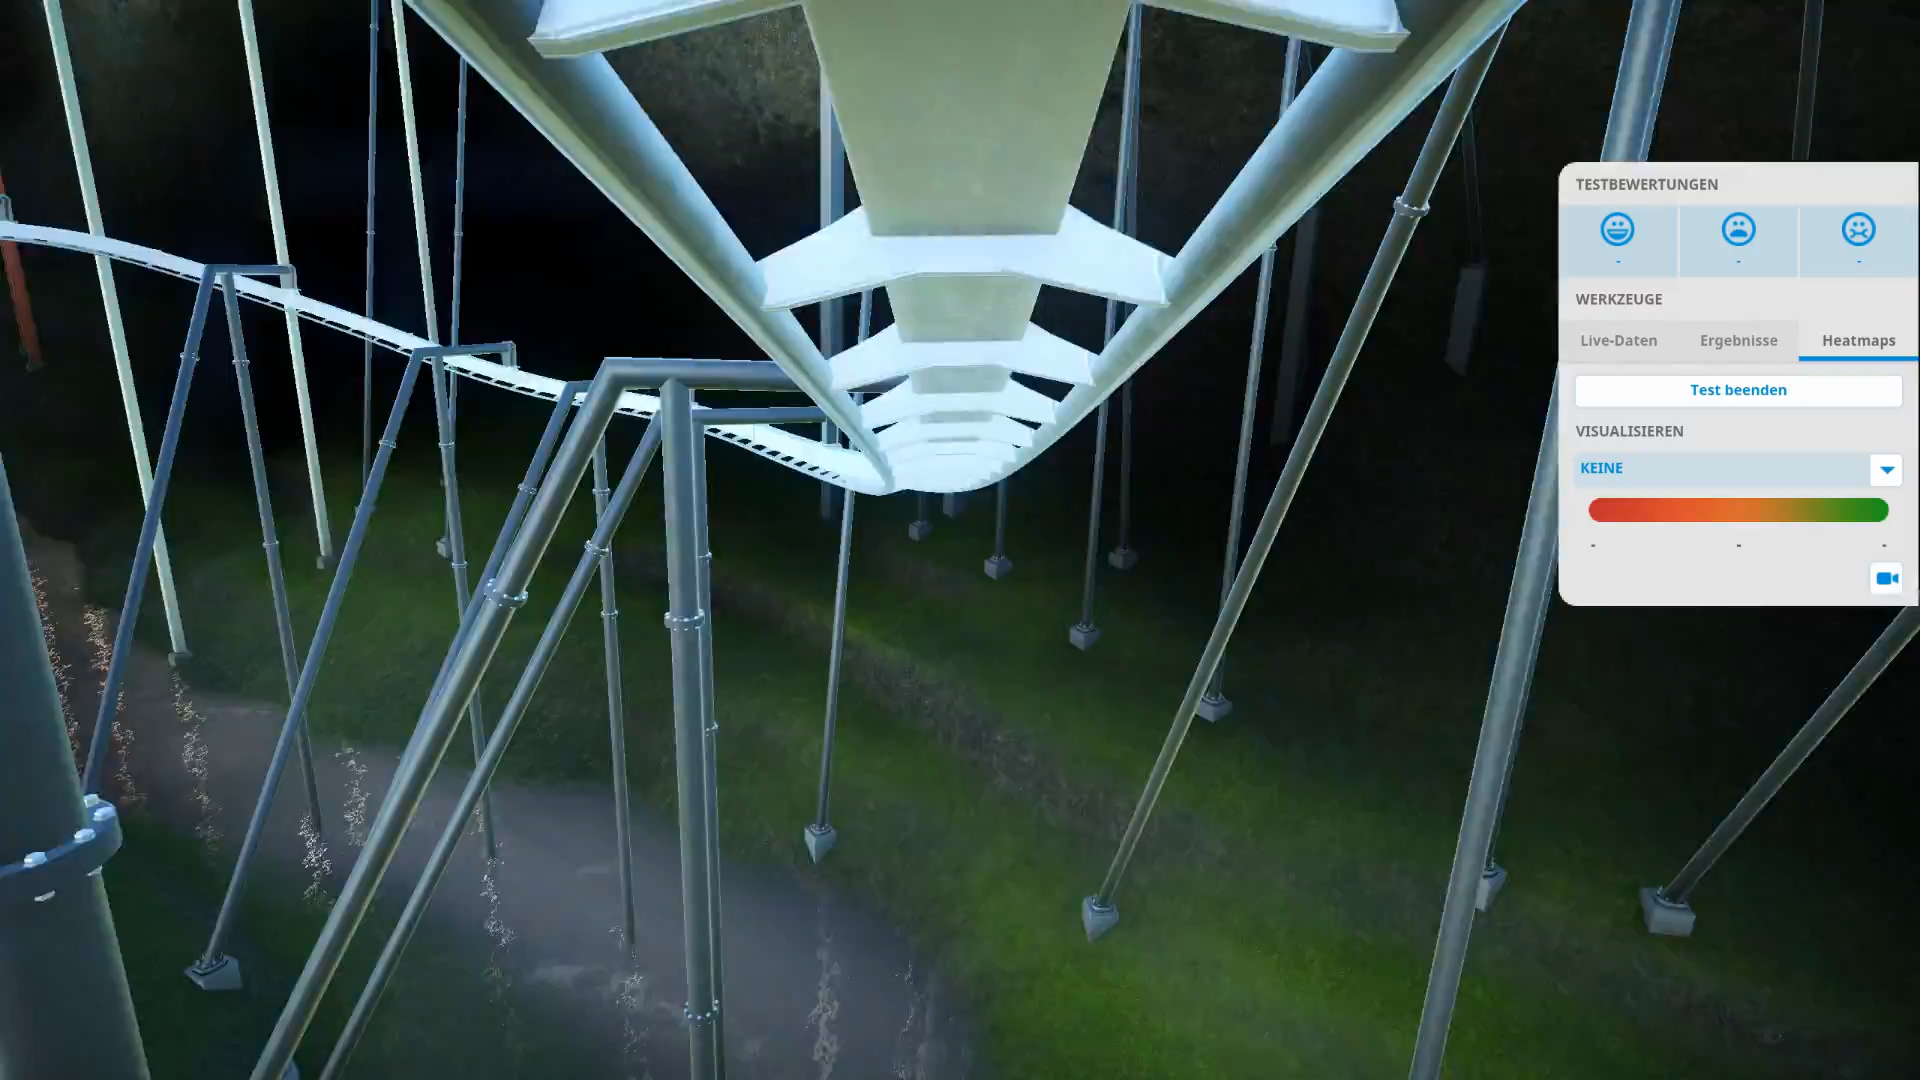 TESTBEWERTUNGEN
- - -
WERKZEUGE
Live-Daten Ergebnisse Heatmaps
Test beenden
VISUALISIEREN
KEINE
- - -